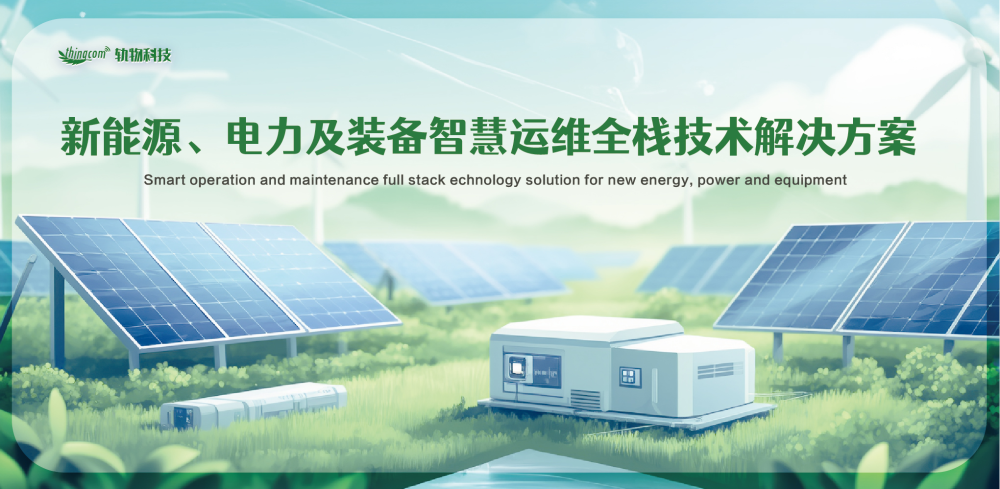 thingcom 轨物科技
新能源、电力及装备智慧运维全栈技术解决方案
Smart operation and maintenance full stack echnology solution for new energy, power and equipment